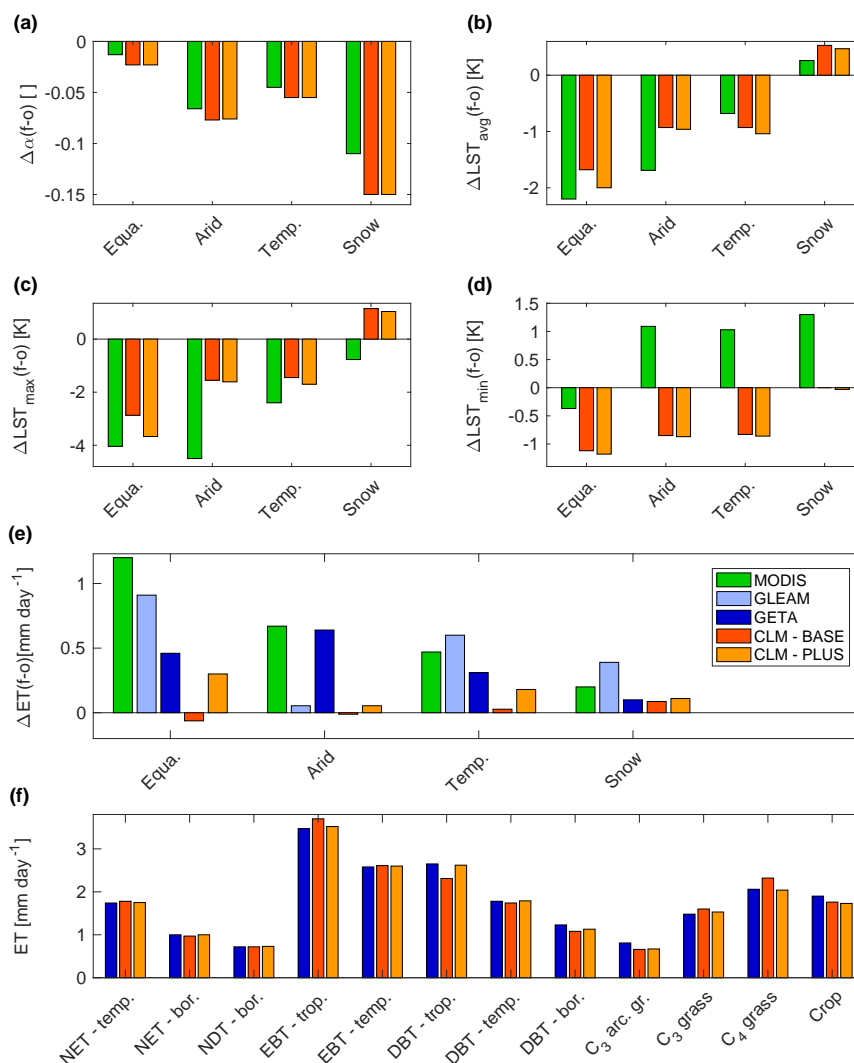 (a)
0
-0.05
-0.1
-0.15
Δα(f-o) [ ]
Equa.
Arid
Temp.
Snow
(b)
0
-1
-2
ΔLST_avg(f-o) [K]
Equa.
Arid
Temp.
Snow
(c)
0
-2
-4
ΔLST_max(f-o) [K]
Equa.
Arid
Temp.
Snow
(d)
1.5
1
0.5
0
-0.5
-1
ΔLST_min(f-o) [K]
Equa.
Arid
Temp.
Snow
(e)
1
0.5
0
ΔET(f-o)[mm day⁻¹]
MODIS
GLEAM
GETA
CLM - BASE
CLM - PLUS
Equa.
Arid
Temp.
Snow
(f)
3
2
1
0
ET [mm day⁻¹]
NET - temp.
NET - bor.
NDT - bor.
EBT - trop.
EBT - temp.
DBT - trop.
DBT - temp.
DBT - bor.
C₃ arc. gr.
C₃ grass
C₄ grass
Crop